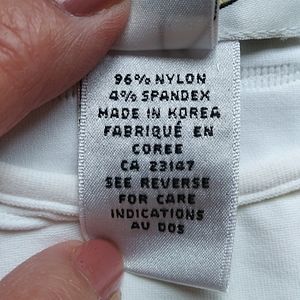 96% NYLON
4% SPANDEX
MADE IN KOREA
FABRIQUÉ EN
COREE
CA 23147
SEE REVERSE
FOR CARE
INDICATIONS
AU DOS